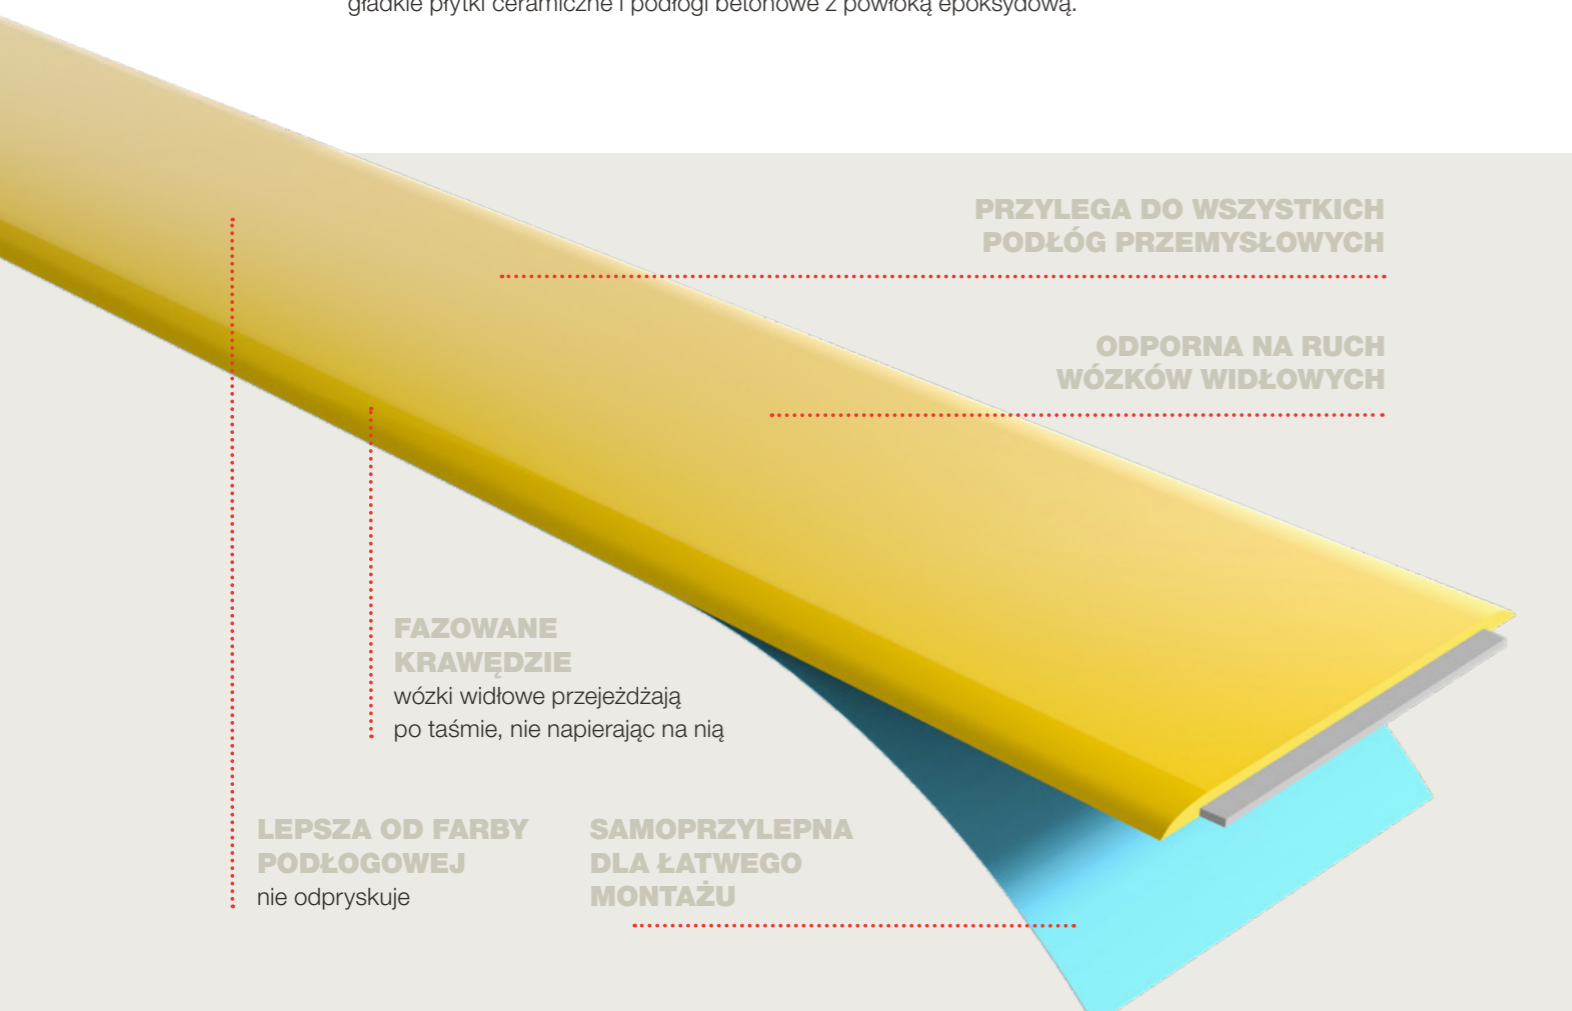 gładkie płytki ceramiczne i podłogi betonowe z powłoką epoksydową.
PRZYLEGA DO WSZYSTKICH
PODŁÓG PRZEMYSŁOWYCH
ODPORNA NA RUCH
WÓZKÓW WIDŁOWYCH
FAZOWANE
KRAWĘDZIE
wózki widłowe przejeżdżają
po taśmie, nie napierając na nią
LEPSZA OD FARBY
PODŁOGOWEJ
nie odpryskuje
SAMOPRZYLEPNA
DLA ŁATWEGO
MONTAŻU